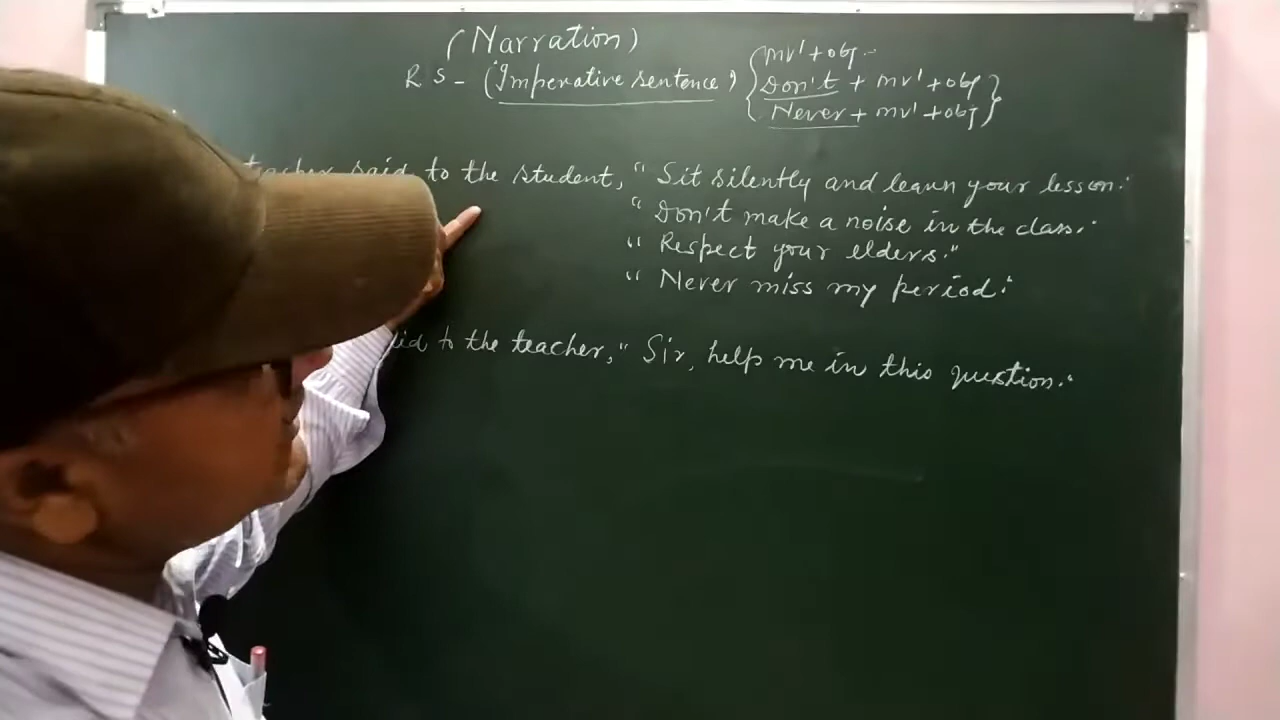 (Narration)
R S - (Imperative sentence) { mv¹ + obj -
Don't + mv¹ + obj
Never + mv¹ + obj }
teacher said to the student, " Sit silently and learn your lesson."
" Don't make a noise in the class."
" Respect your elders."
" Never miss my period."
to the teacher, " Sir, help me in this question."